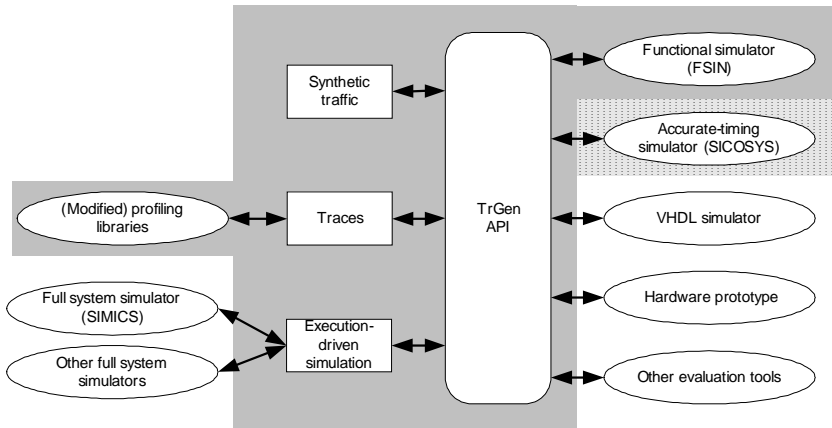 Synthetic
traffic
Functional simulator
(FSIN)
Accurate-timing
simulator (SICOSYS)
(Modified) profiling
libraries
Traces
TrGen
API
VHDL simulator
Full system simulator
(SIMICS)
Execution-
driven
simulation
Hardware prototype
Other full system
simulators
Other evaluation tools